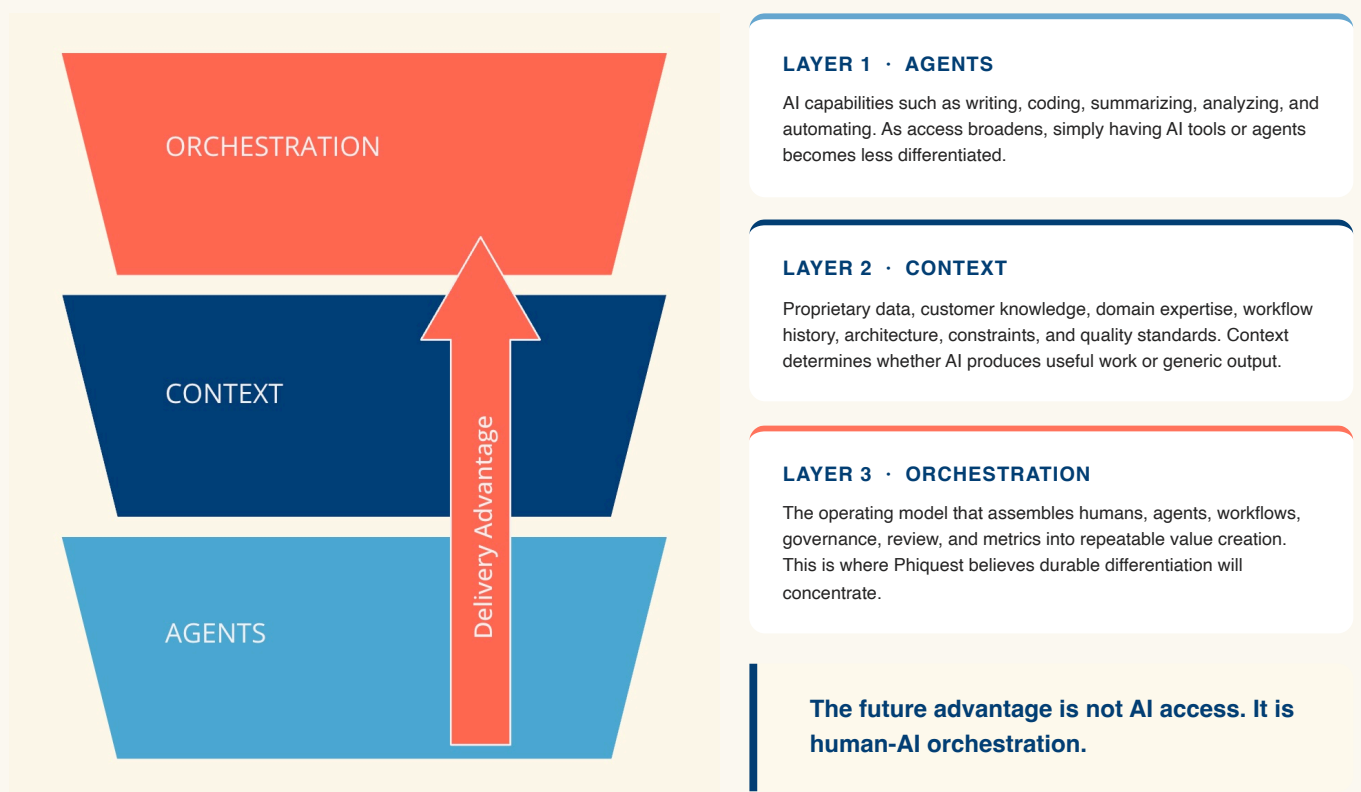 ORCHESTRATION
CONTEXT
AGENTS
Delivery Advantage
LAYER 1 · AGENTS
AI capabilities such as writing, coding, summarizing, analyzing, and
automating. As access broadens, simply having AI tools or agents
becomes less differentiated.
LAYER 2 · CONTEXT
Proprietary data, customer knowledge, domain expertise, workflow
history, architecture, constraints, and quality standards. Context
determines whether AI produces useful work or generic output.
LAYER 3 · ORCHESTRATION
The operating model that assembles humans, agents, workflows,
governance, review, and metrics into repeatable value creation.
This is where Phiquest believes durable differentiation will
concentrate.
The future advantage is not AI access. It is
human-AI orchestration.